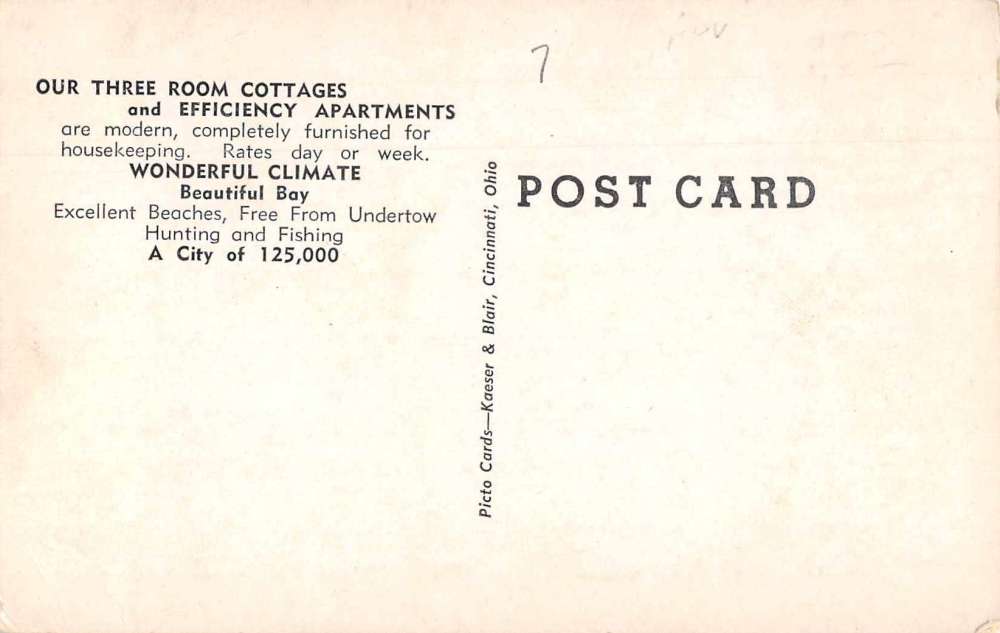 7
OUR THREE ROOM COTTAGES
and EFFICIENCY APARTMENTS
are modern, completely furnished for
housekeeping. Rates day or week.
WONDERFUL CLIMATE
Beautiful Bay
Excellent Beaches, Free From Undertow
Hunting and Fishing
A City of 125,000
Picto Cards—Kaeser & Blair, Cincinnati, Ohio
POST CARD